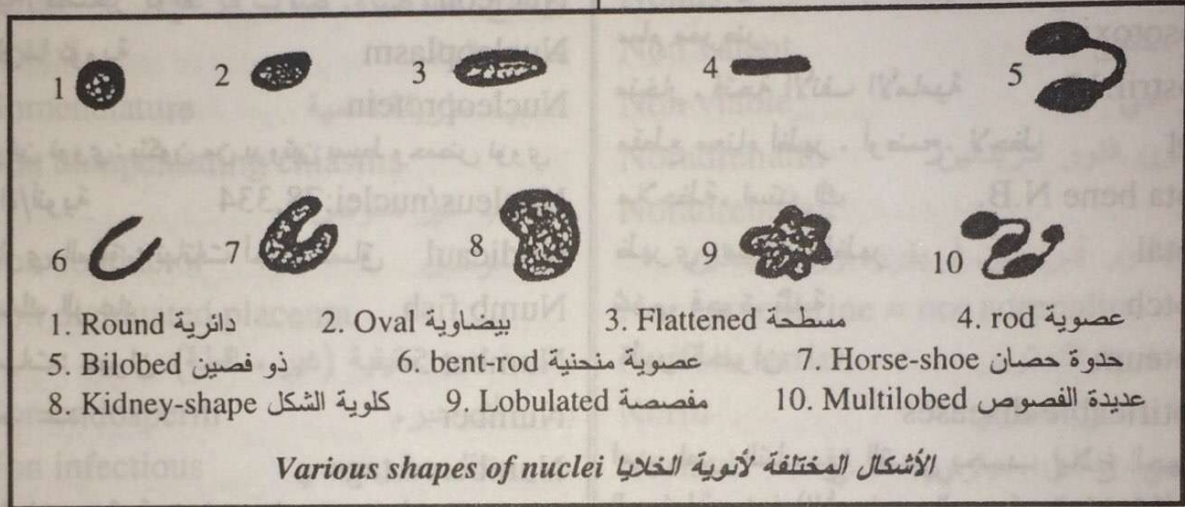 1 2 3 4 5
6 7 8 9 10
1. Round دائرية 2. Oval بيضاوية 3. Flattened مسطحة 4. rod عصوية
5. Bilobed ذو فصين 6. bent-rod عصوية منحنية 7. Horse-shoe حدوة حصان
8. Kidney-shape كلوية الشكل 9. Lobulated مفصصة 10. Multilobed عديدة الفصوص
Various shapes of nuclei الأشكال المختلفة لأنوية الخلايا